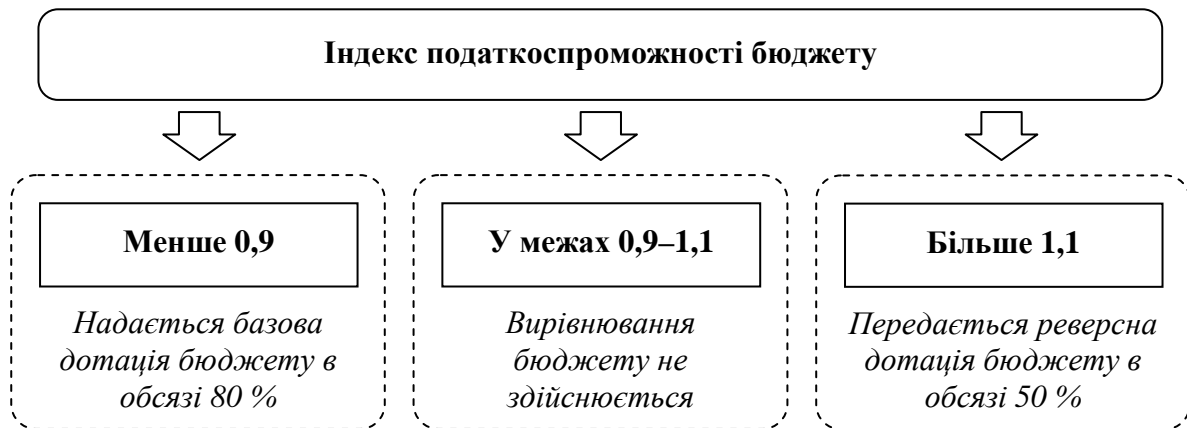 Індекс податкоспроможності бюджету
Менше 0,9
Надається базова
дотація бюджету в
обсязі 80 %
У межах 0,9–1,1
Вирівнювання
бюджету не
здійснюється
Більше 1,1
Передається реверсна
дотація бюджету в
обсязі 50 %